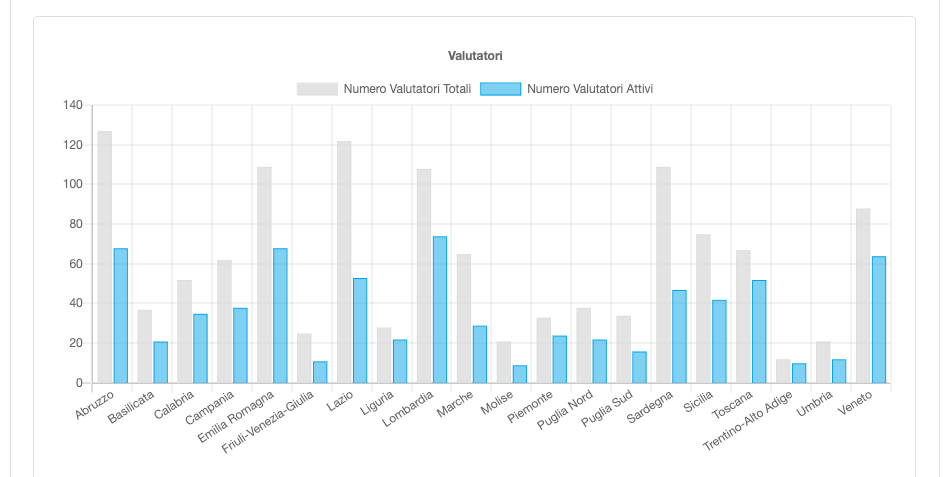 Valutatori
Numero Valutatori Totali
Numero Valutatori Attivi
140
120
100
80
60
40
20
0
Abruzzo
Basilicata
Calabria
Campania
Emilia Romagna
Friuli-Venezia-Giulia
Lazio
Liguria
Lombardia
Marche
Molise
Piemonte
Puglia Nord
Puglia Sud
Sardegna
Sicilia
Toscana
Trentino-Alto Adige
Umbria
Veneto